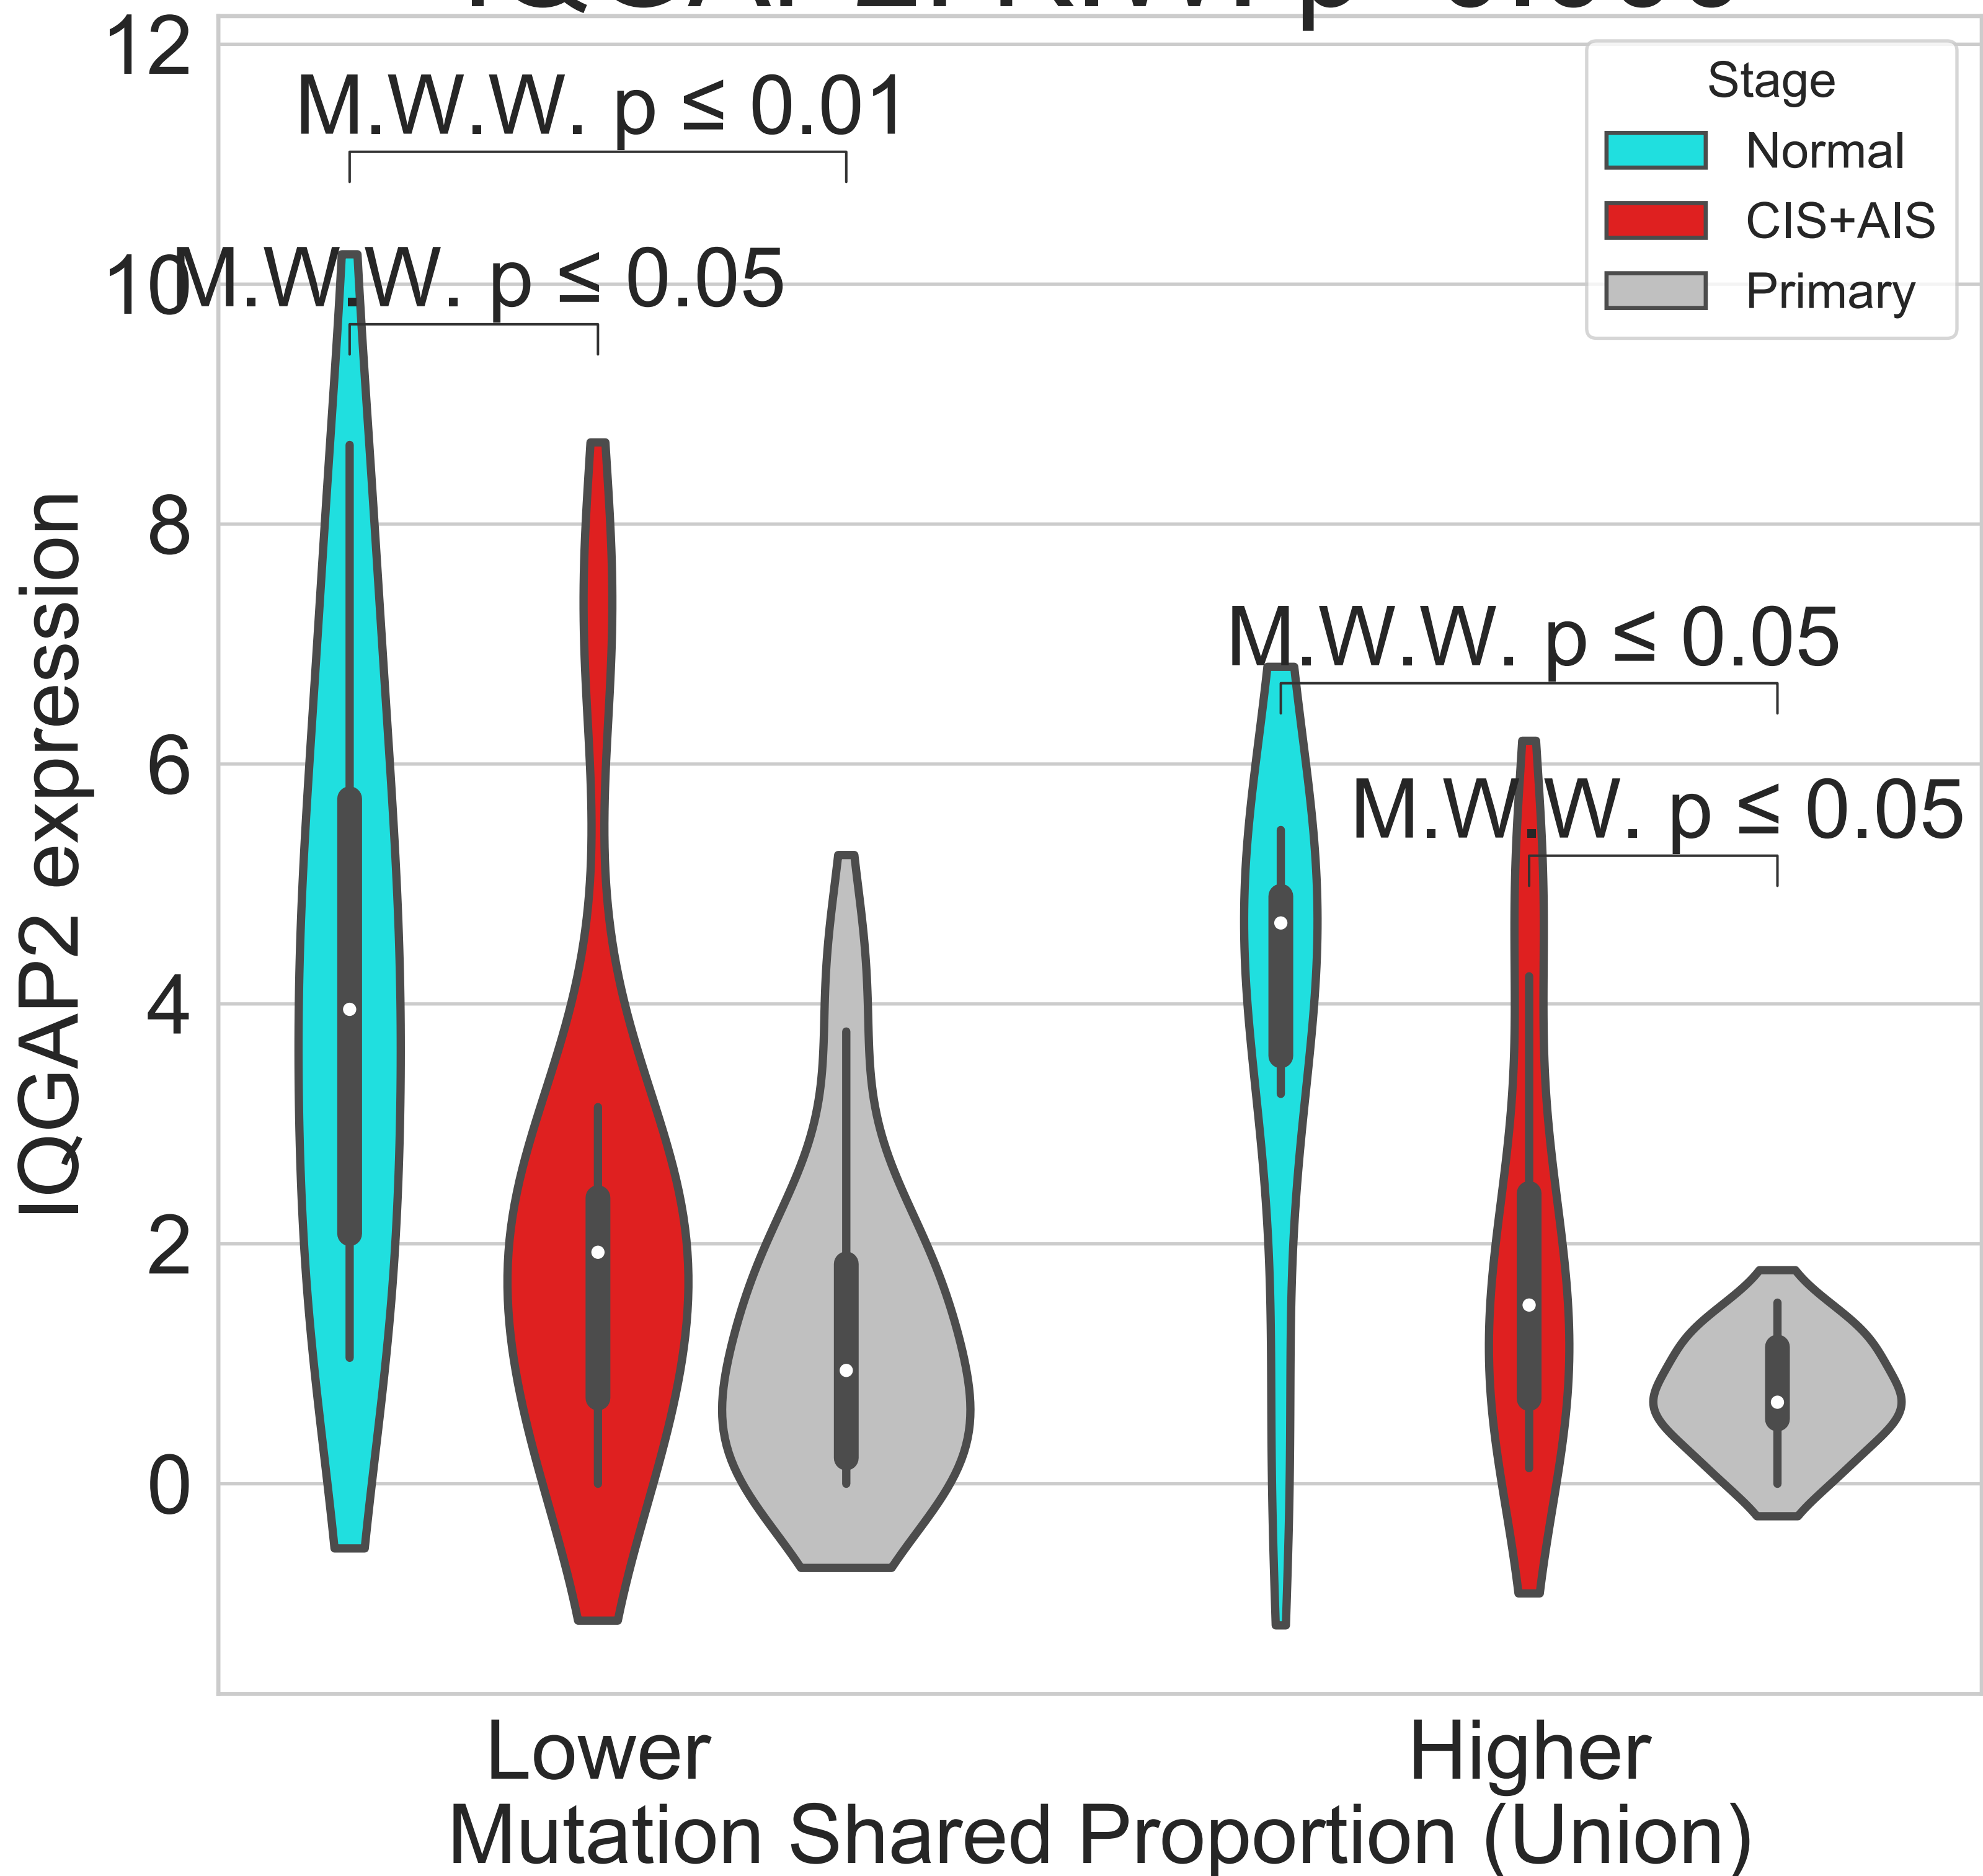 12
M.W.W. p ≤ 0.01
Stage
Normal
CIS+AIS
Primary
10
M.W.W. p ≤ 0.05
8
M.W.W. p ≤ 0.05
6
M.W.W. p ≤ 0.05
4
2
0
IQGAP2 expression
Lower
Higher
Mutation Shared Proportion (Union)